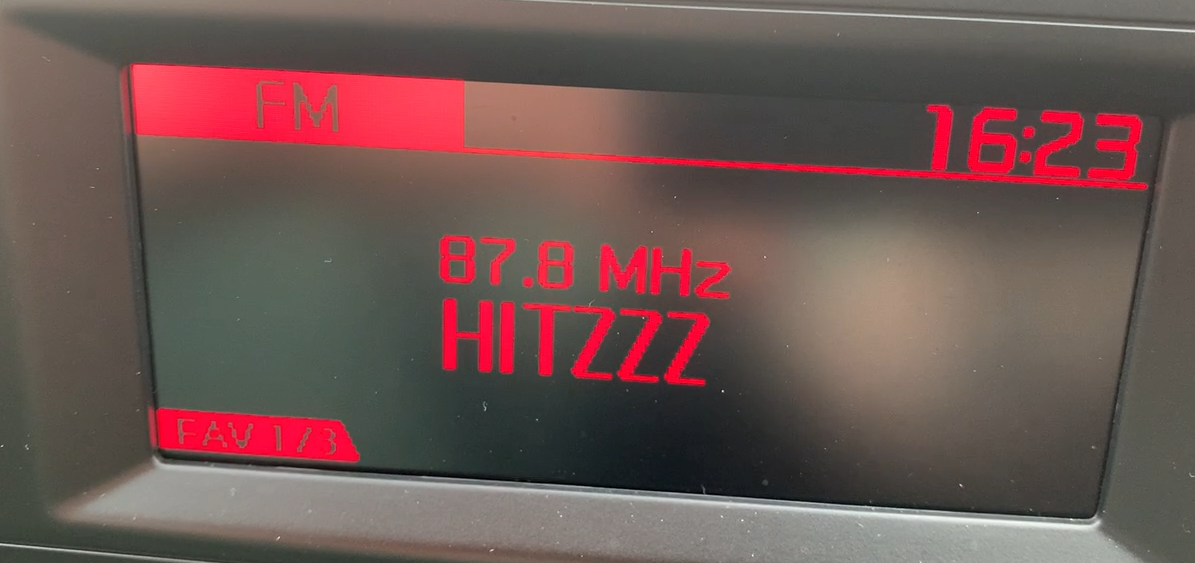 FM
16:23
87.8 MHz
HITZZZ
FAV 1/3